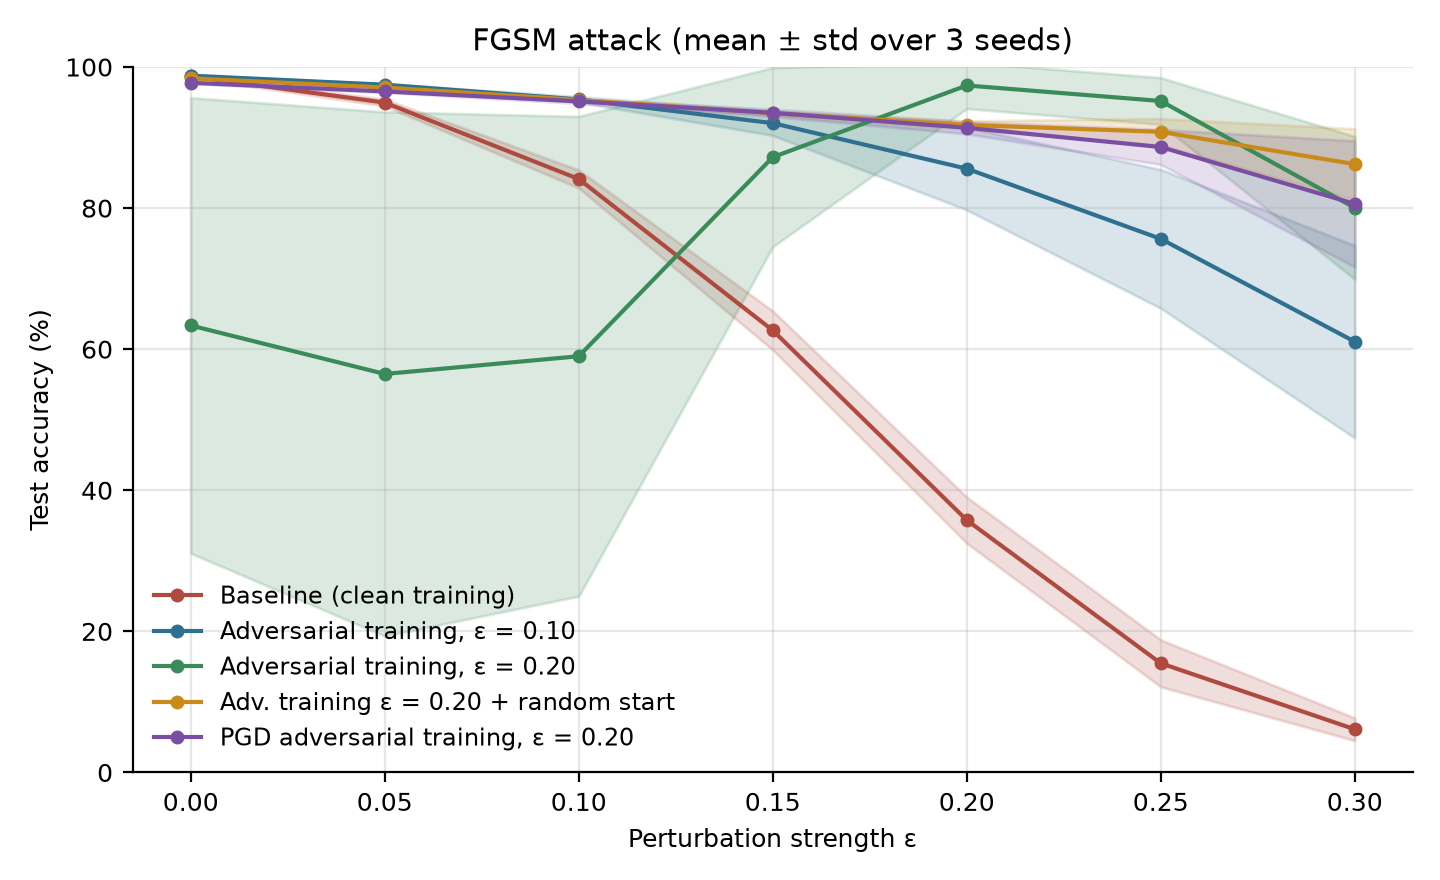 FGSM attack (mean ± std over 3 seeds)
Test accuracy (%)
100
80
60
40
20
0
Baseline (clean training)
Adversarial training, ε = 0.10
Adversarial training, ε = 0.20
Adv. training ε = 0.20 + random start
PGD adversarial training, ε = 0.20
0.00 0.05 0.10 0.15 0.20 0.25 0.30
Perturbation strength ε